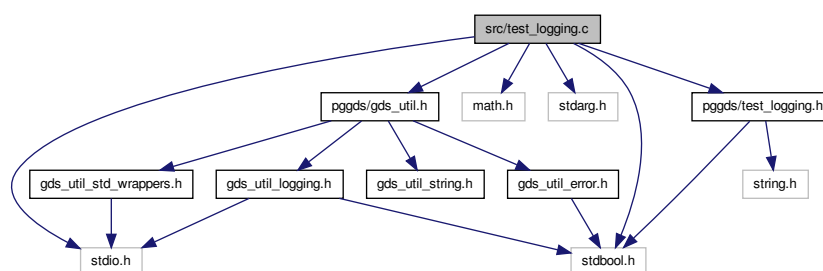 src/test_logging.c
pggds/gds_util.h
math.h
stdarg.h
pggds/test_logging.h
gds_util_std_wrappers.h
gds_util_logging.h
gds_util_string.h
gds_util_error.h
string.h
stdio.h
stdbool.h